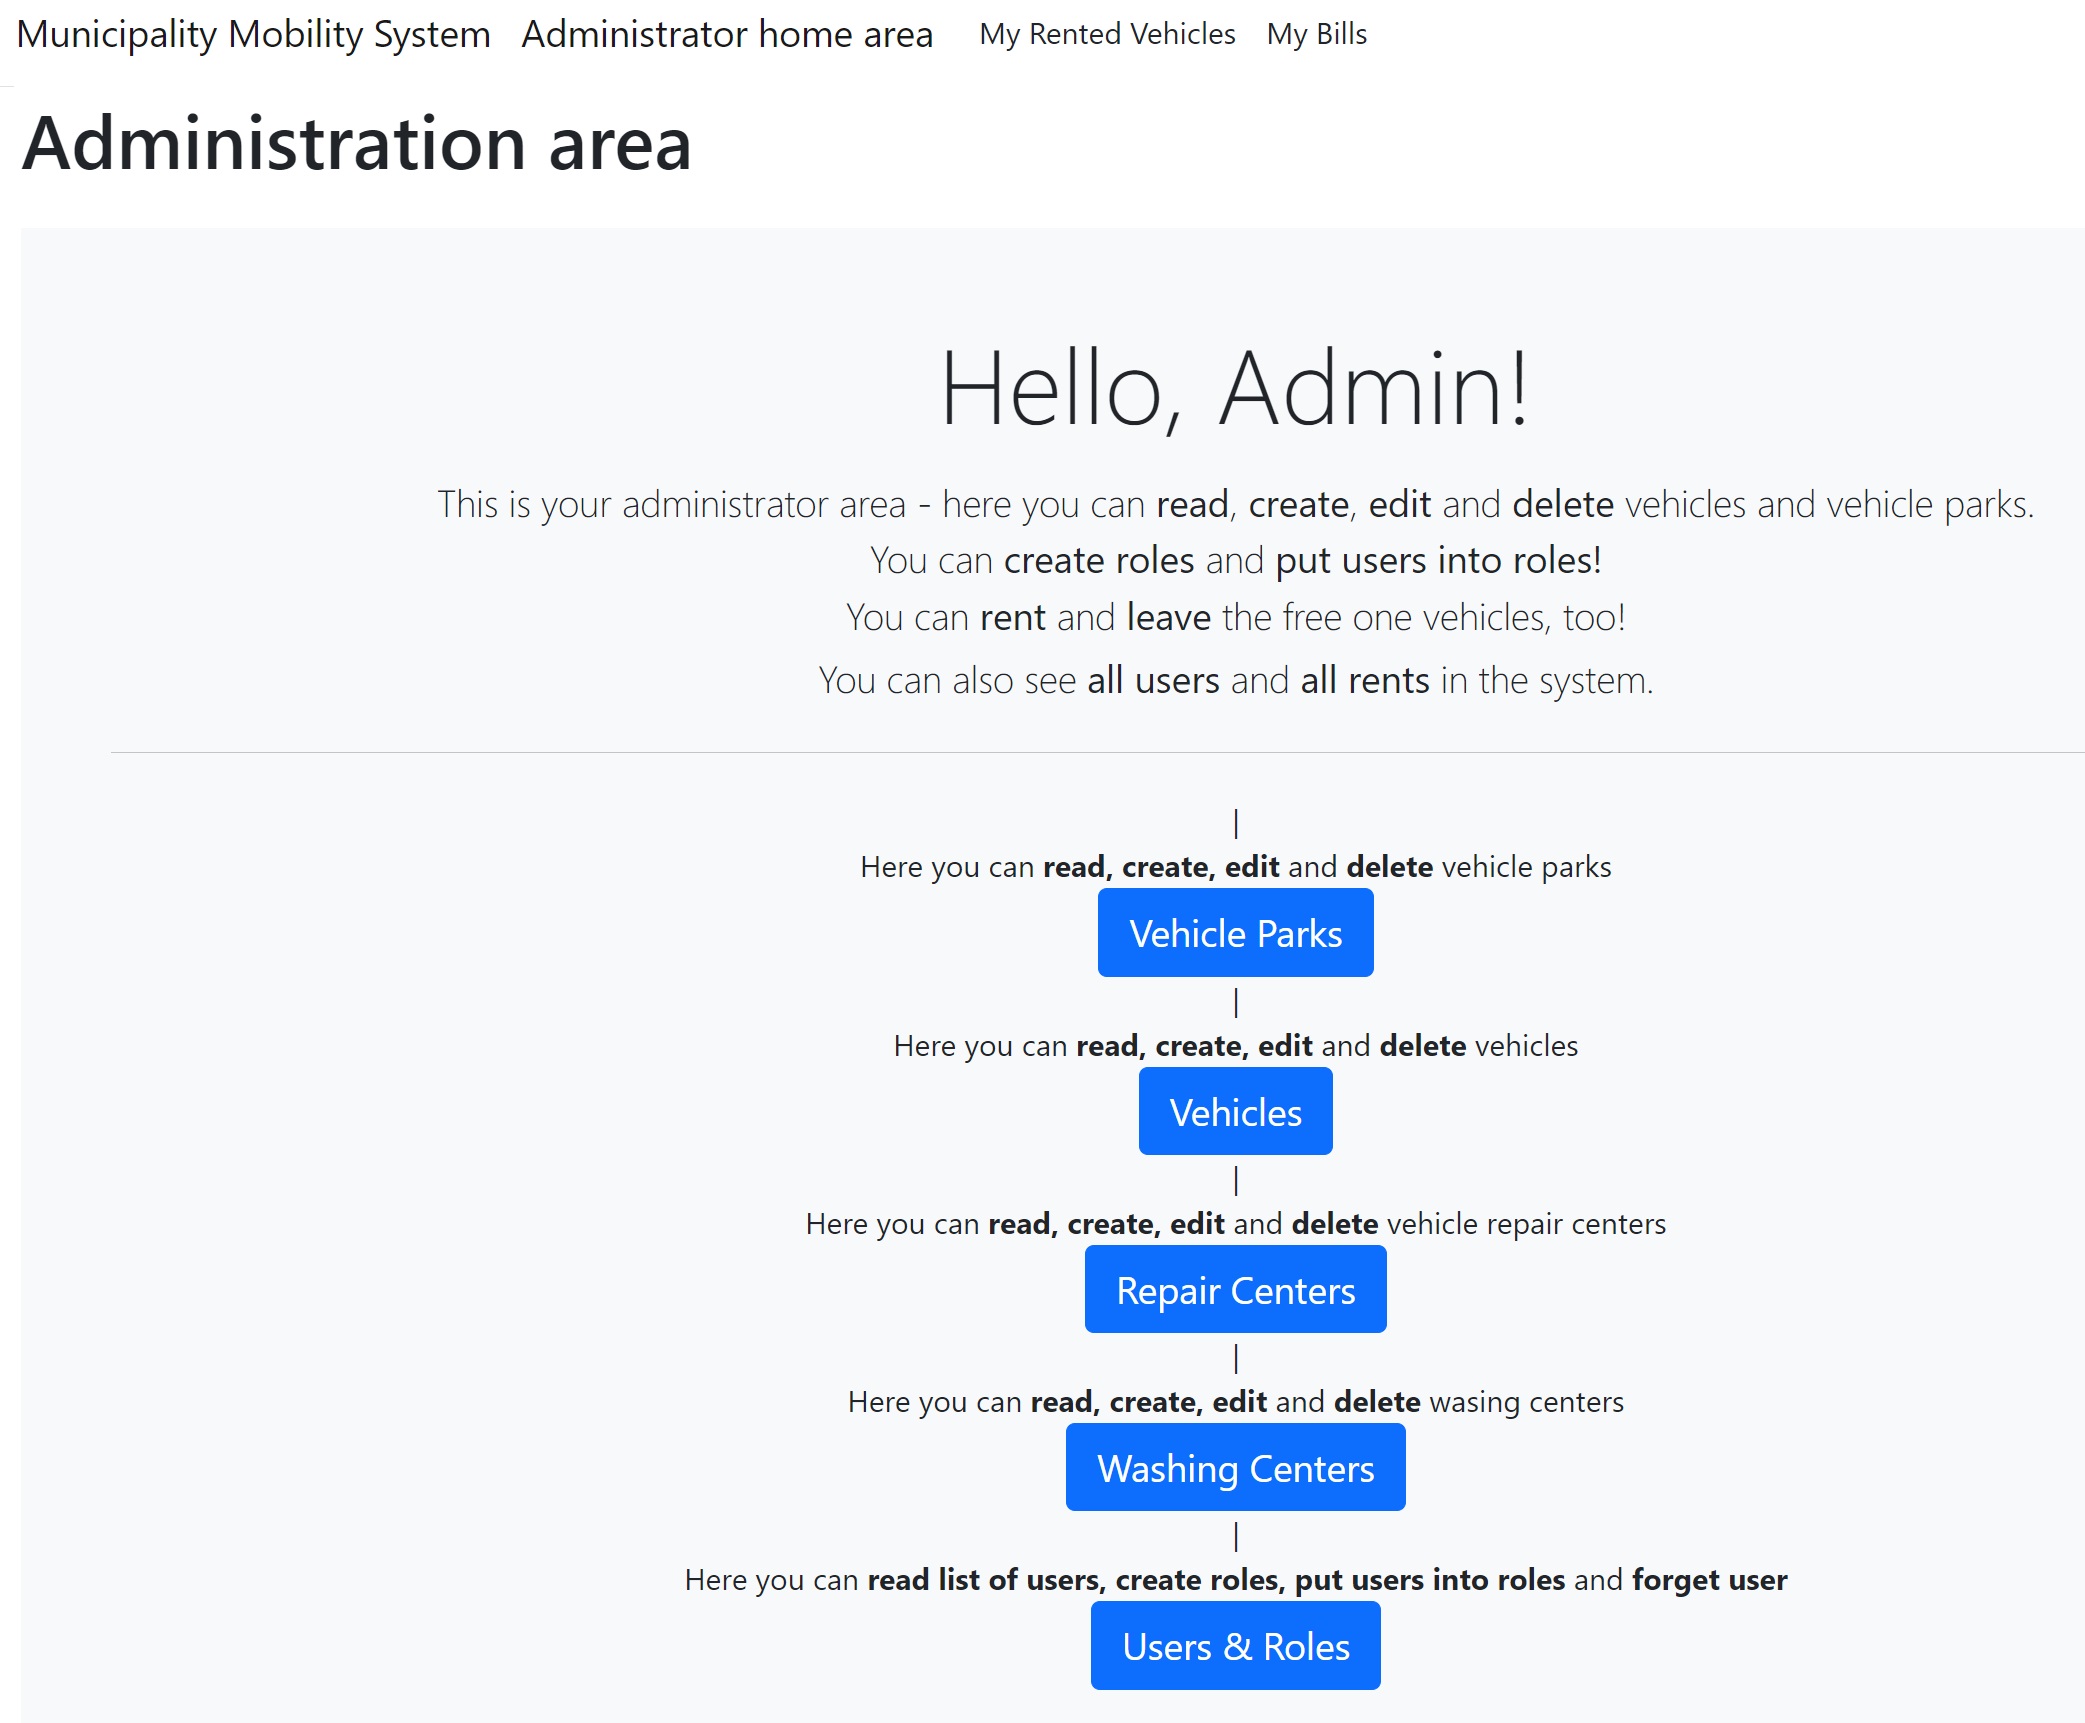 Municipality Mobility System Administrator home area My Rented Vehicles My Bills
Administration area
Hello, Admin!
This is your administrator area - here you can read, create, edit and delete vehicles and vehicle parks.
You can create roles and put users into roles!
You can rent and leave the free one vehicles, too!
You can also see all users and all rents in the system.
|
Here you can read, create, edit and delete vehicle parks
Vehicle Parks
|
Here you can read, create, edit and delete vehicles
Vehicles
|
Here you can read, create, edit and delete vehicle repair centers
Repair Centers
|
Here you can read, create, edit and delete wasing centers
Washing Centers
|
Here you can read list of users, create roles, put users into roles and forget user
Users & Roles